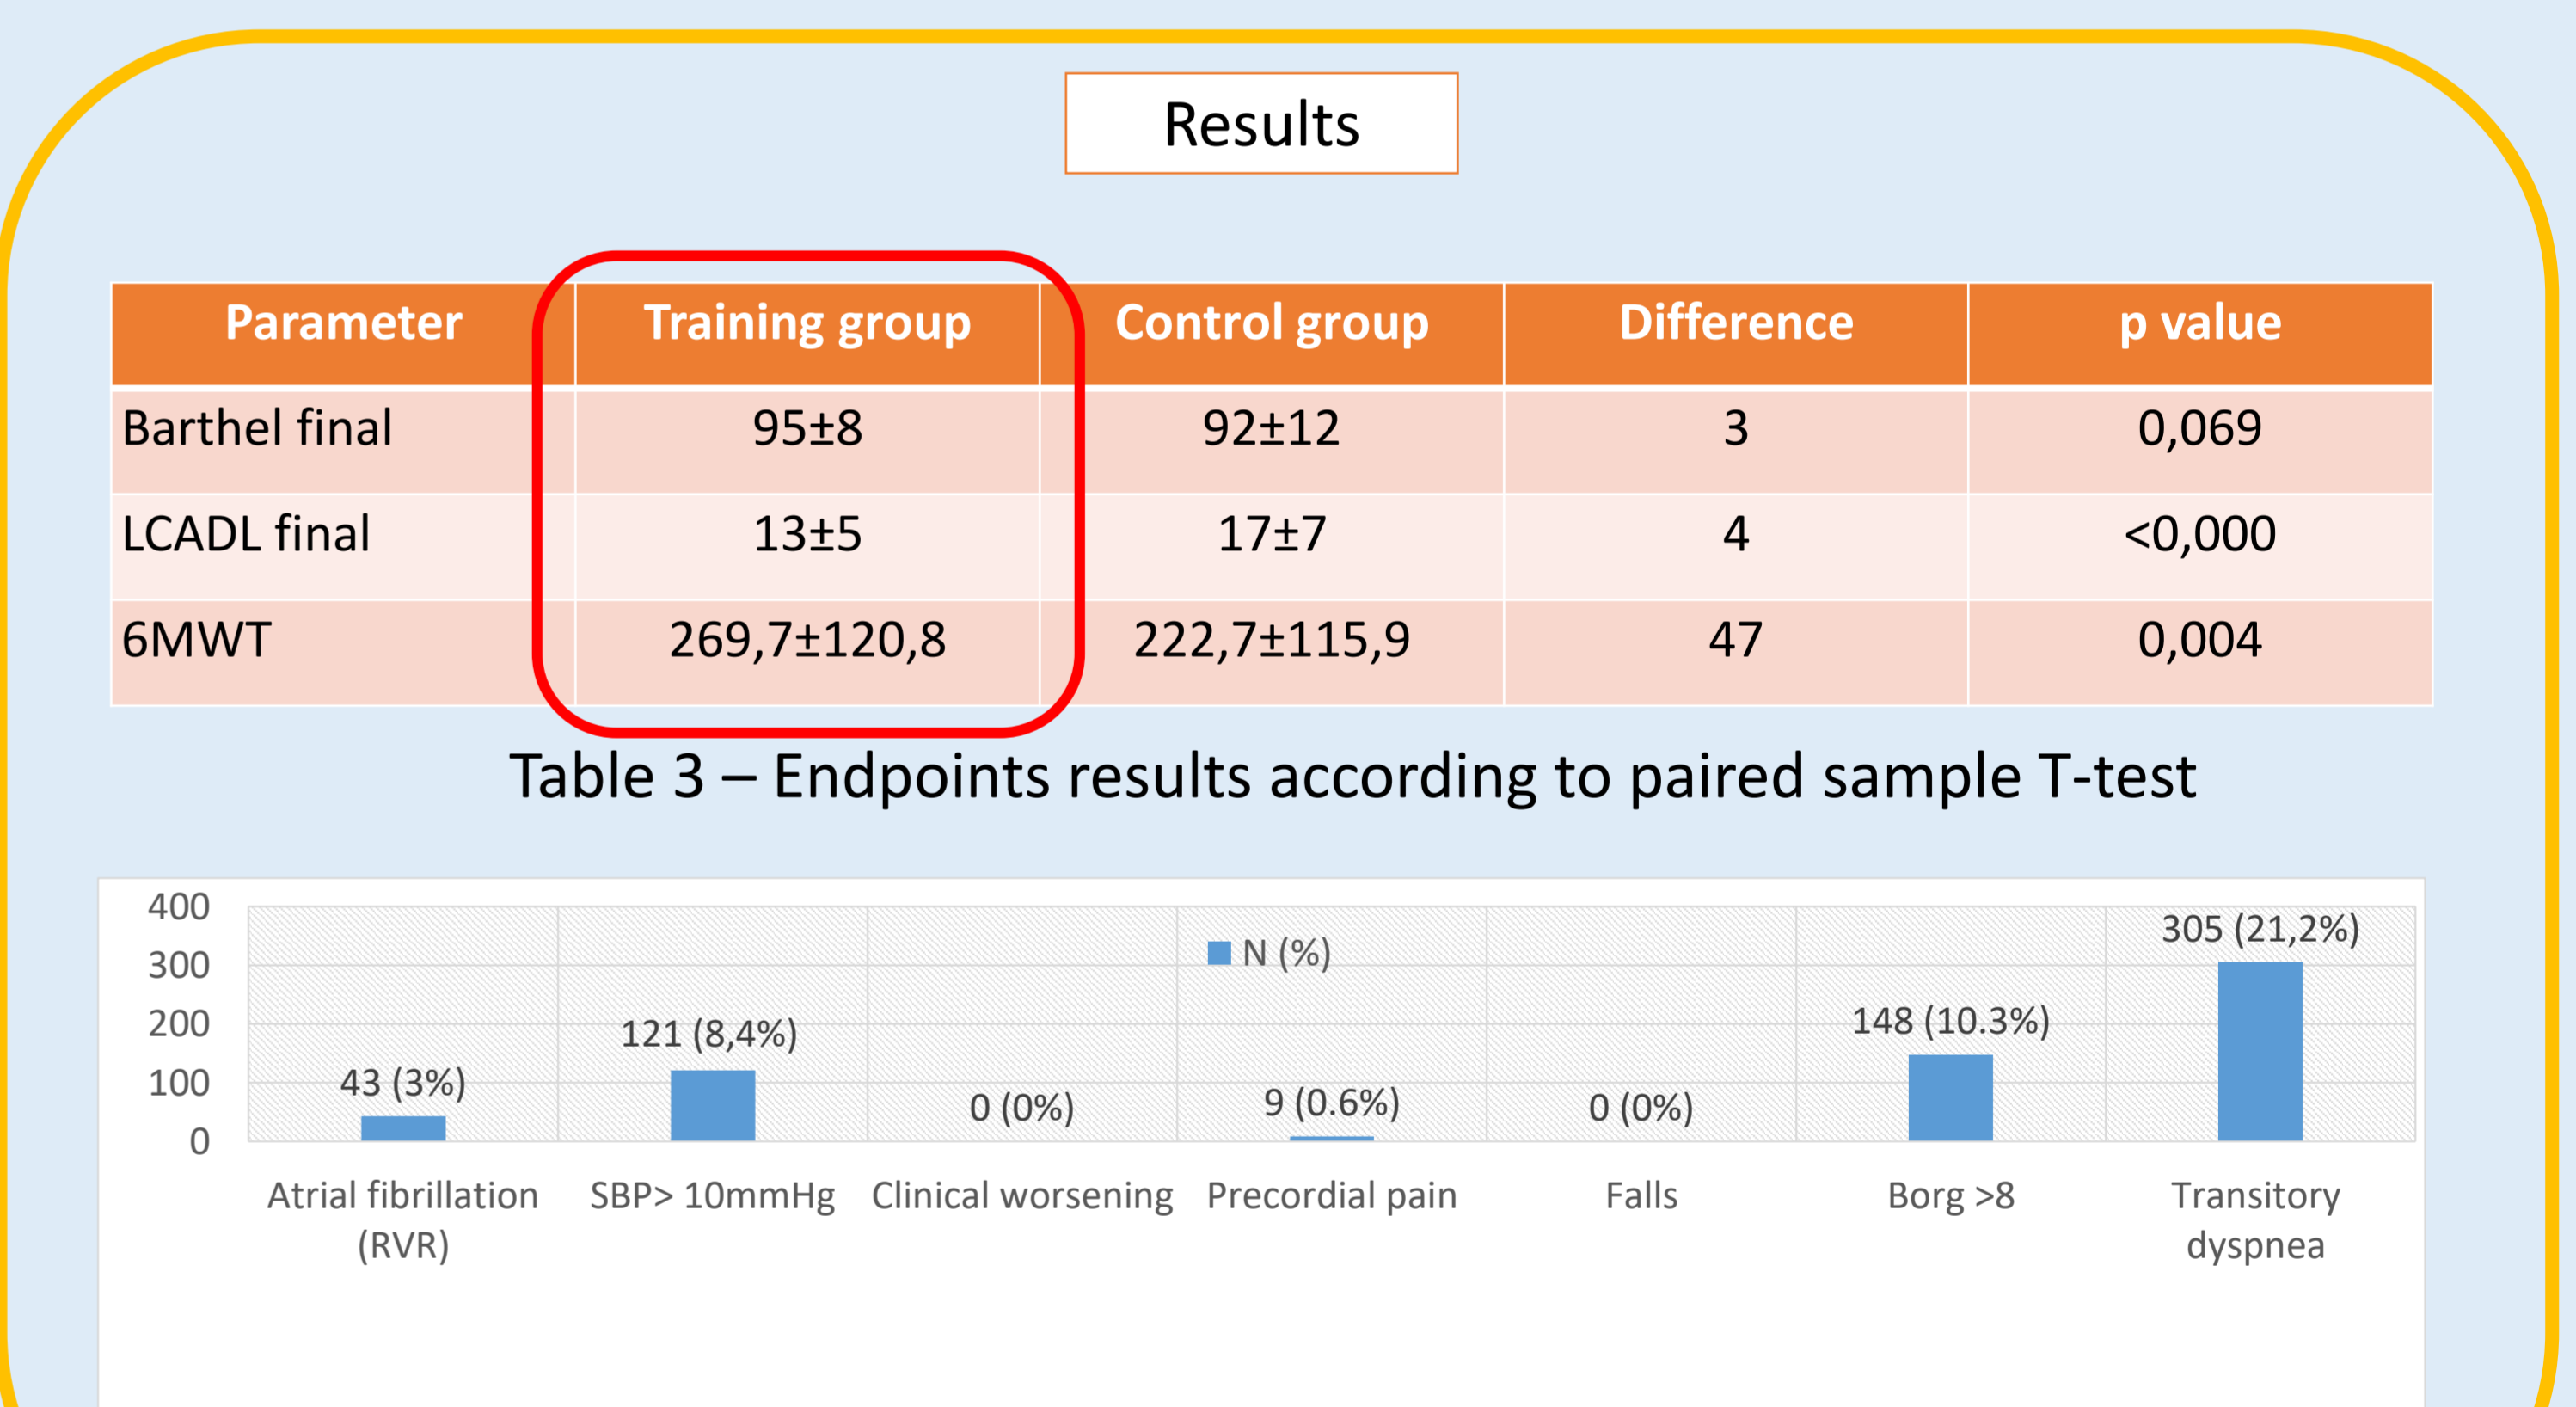 Results
Parameter Training group Control group Difference p value
Barthel final 95±8 92±12 3 0,069
LCADL final 13±5 17±7 4 <0,000
6MWT 269,7±120,8 222,7±115,9 47 0,004
Table 3 – Endpoints results according to paired sample T-test
400
300
200
100
0
N (%)
43 (3%)
121 (8,4%)
0 (0%)
9 (0.6%)
0 (0%)
148 (10.3%)
305 (21,2%)
Atrial fibrillation
(RVR)
SBP> 10mmHg
Clinical worsening
Precordial pain
Falls
Borg >8
Transitory
dyspnea